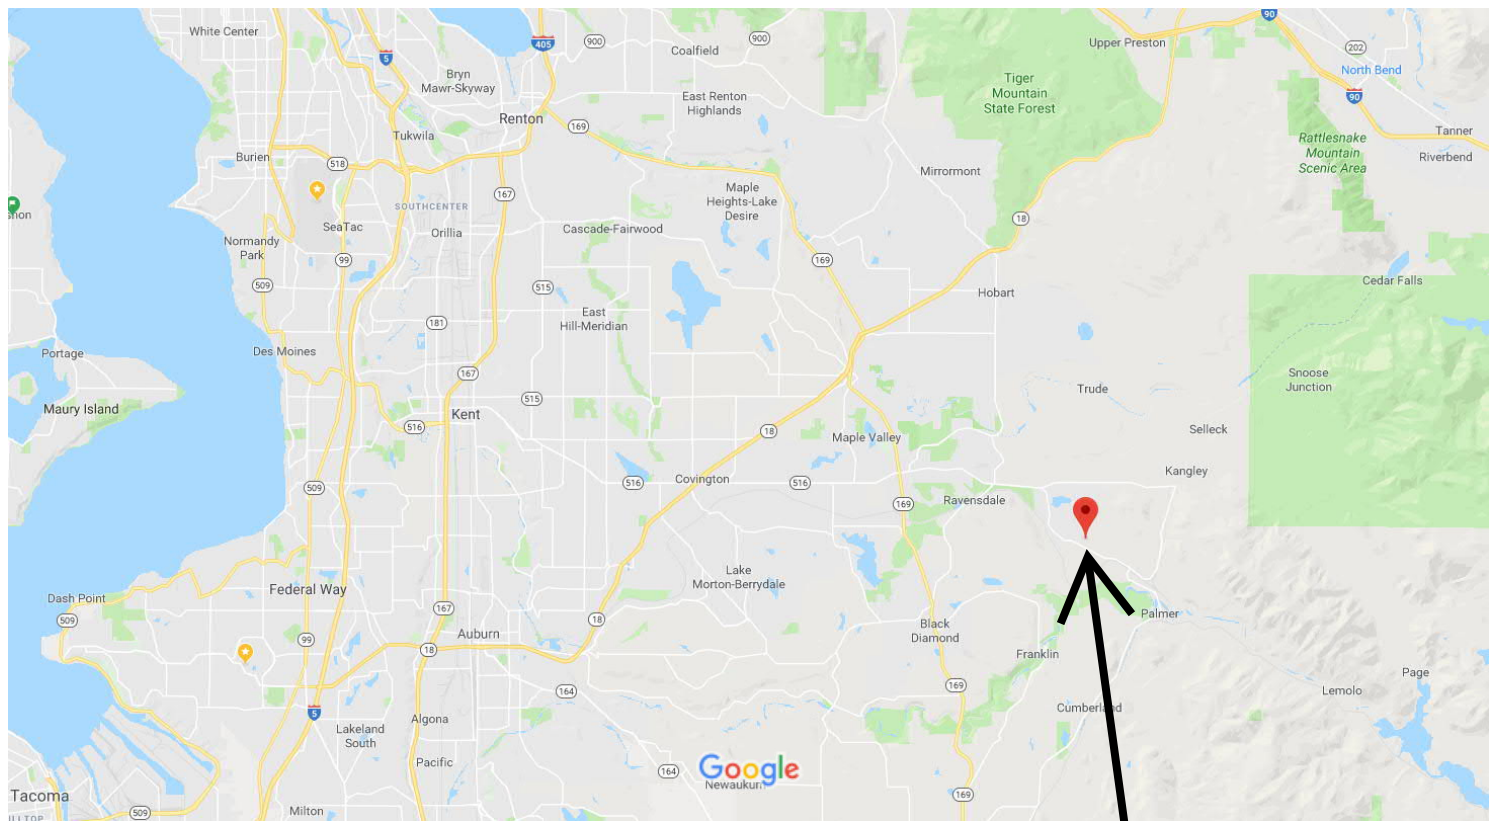 White Center
5
405
900
Coalfield
900
Upper Preston
90
202
North Bend
90
Bryn
Mawr-Skyway
East Renton
Highlands
Tiger
Mountain
State Forest
Renton
169
Tukwila
Tanner
Riverbend
Rattlesnake
Mountain
Scenic Area
Burien
518
Mirrormont
167
Maple
Heights-Lake
Desire
SOUTHCENTER
SeaTac
Orillia
Cascade-Fairwood
18
Normandy
Park
99
169
509
515
Hobart
Cedar Falls
East
Hill-Meridian
181
Des Moines
Portage
167
Snoose
Junction
Trude
515
Maury Island
Kent
516
18
Maple Valley
Selleck
Kangley
516
Covington
516
509
169
Ravensdale
Lake
Morton-Berrydale
Federal Way
Dash Point
509
167
18
Palmer
99
Auburn
18
Black
Diamond
Franklin
Page
164
169
Lemolo
Cumberland
5
Algona
Lakeland
South
Pacific
164
Google
Tacoma
509
Milton
169